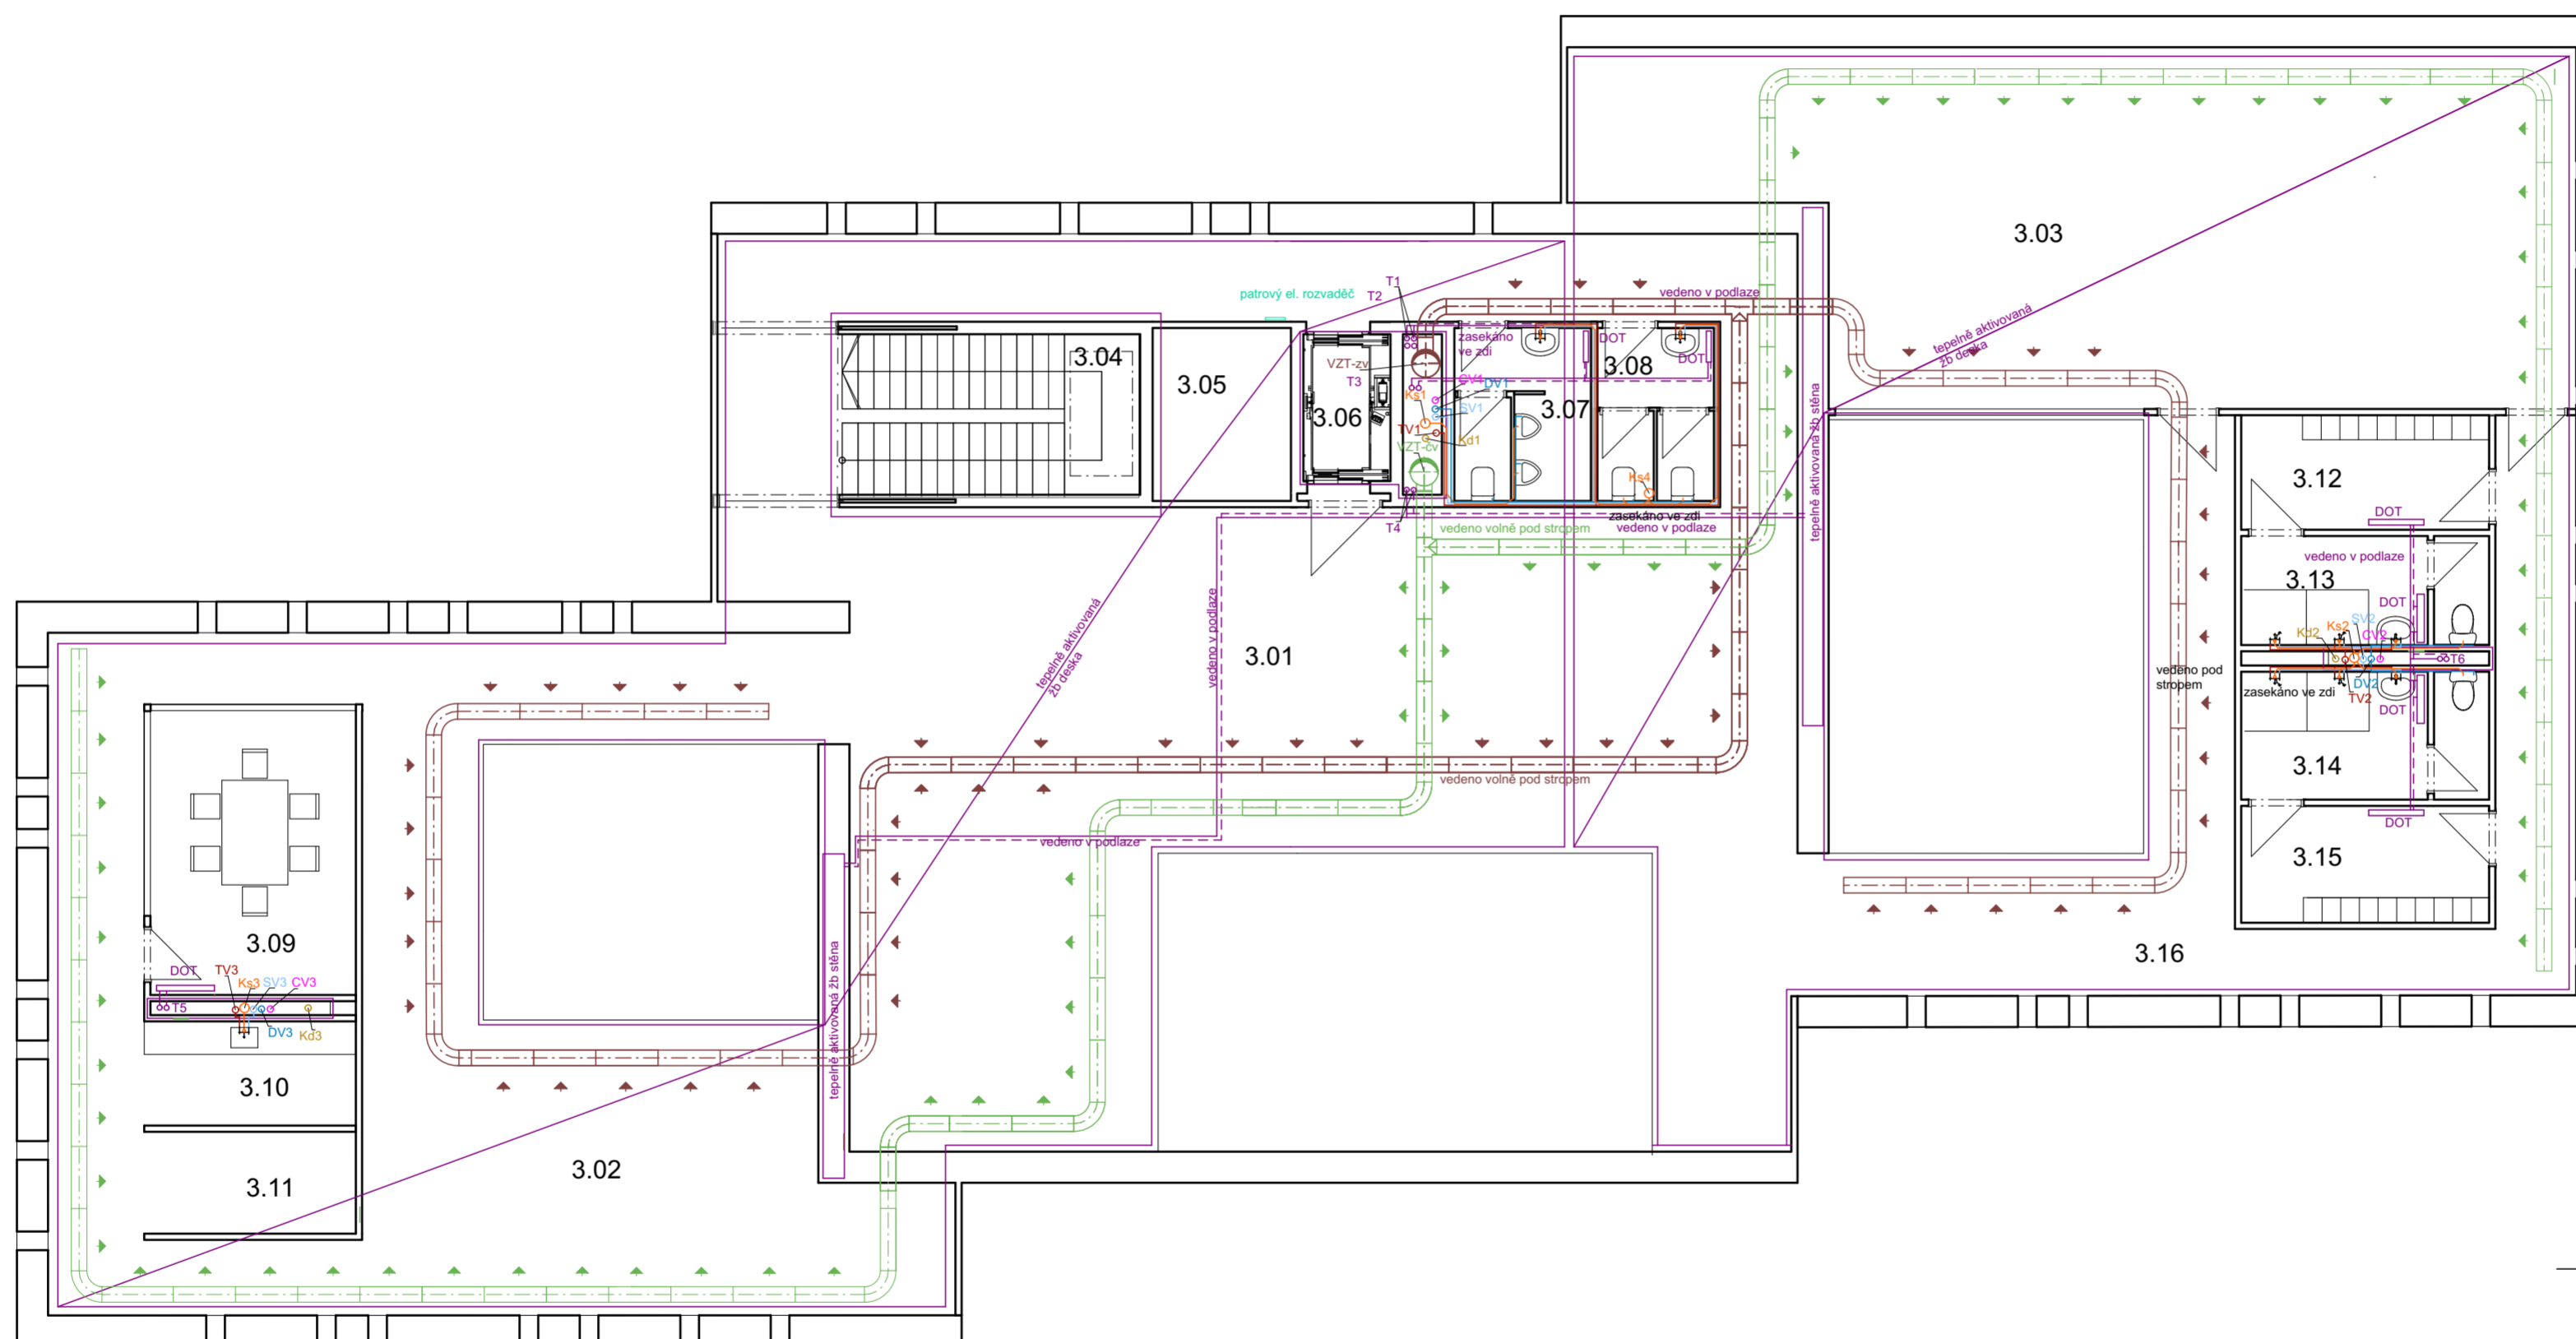 3.03
T1
patrový el. rozvaděč
T2
vedeno v podlaze
tepelně aktivovaná
žb deska
zasekáno
ve zdi
DOT
3.04
VZT-zv
DOT
3.08
3.05
T3
CV1
DV1
Ks1
SV1
3.07
3.06
TV1
Kd1
VZT-čv
tepelně aktivovaná žb stěna
Ks4
3.12
zasekáno ve zdi
T4
vedeno volně pod stropem
vedeno v podlaze
DOT
vedeno v podlaze
3.13
DOT
tepelně aktivovaná
žb deska
vedeno v podlaze
SV2
Ks2
Kd2
CV2
3.01
T6
vedeno pod
stropem
DV2
zasekáno ve zdi
TV2
DOT
3.14
vedeno volně pod stropem
DOT
vedeno v podlaze
3.15
3.09
3.16
DOT
TV3
Ks3
SV3
CV3
T5
DV3
Kd3
tepelně aktivovaná žb stěna
3.10
3.02
3.11